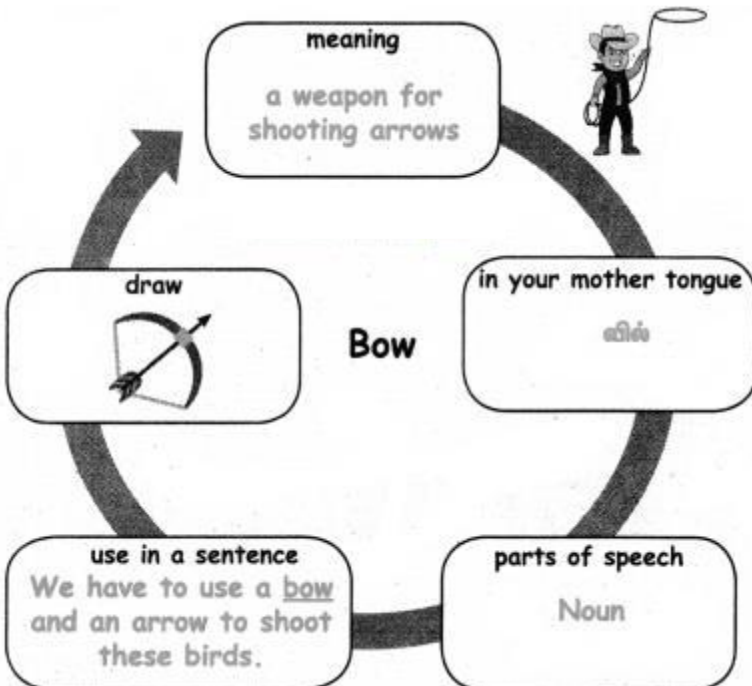 meaning
a weapon for
shooting arrows
in your mother tongue
வில்
parts of speech
Noun
use in a sentence
We have to use a bow
and an arrow to shoot
these birds.
draw
Bow